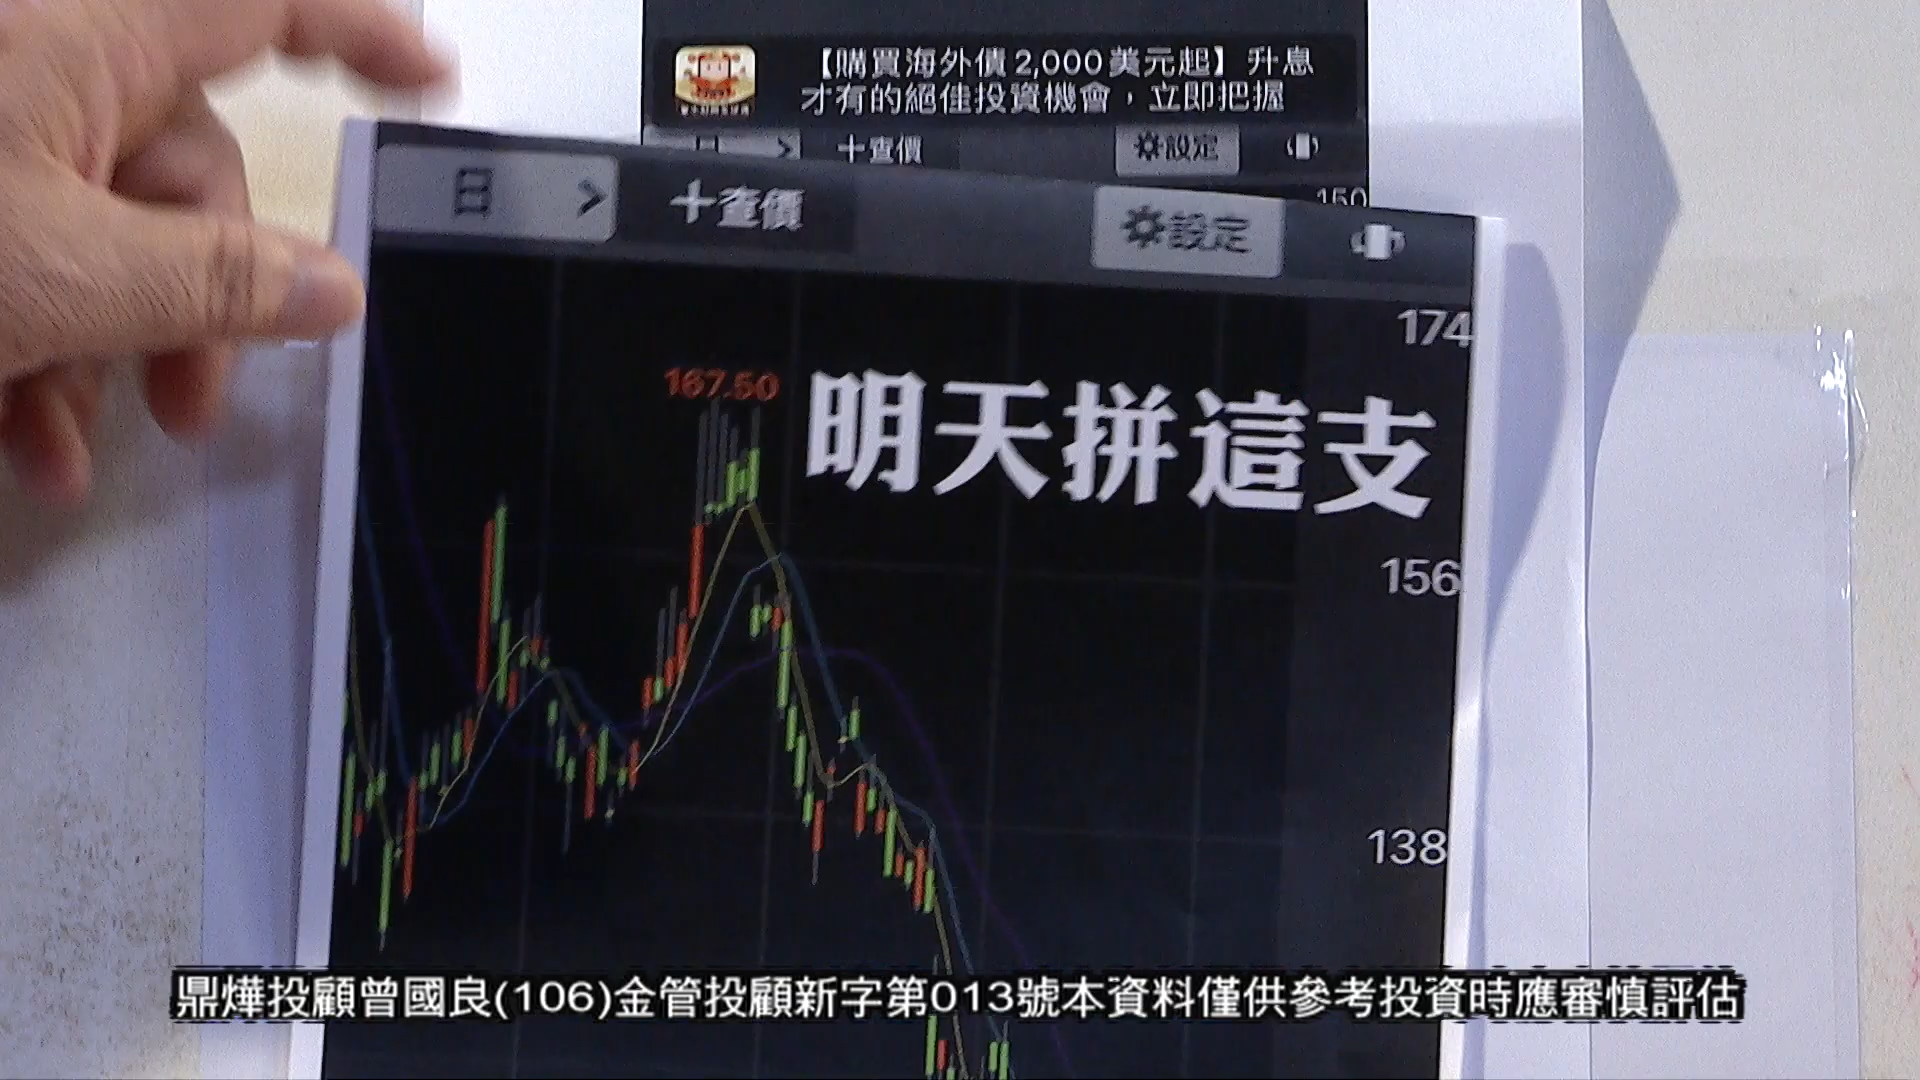 【購買海外債2,000美元起】升息
才有的絕佳投資機會，立即把握
日 > 十查價 設定
150
日 > 十查價 設定
174
167.50
明天拼這支
156
138
鼎燁投顧曾國良(106)金管投顧新字第013號本資料僅供參考投資時應審慎評估